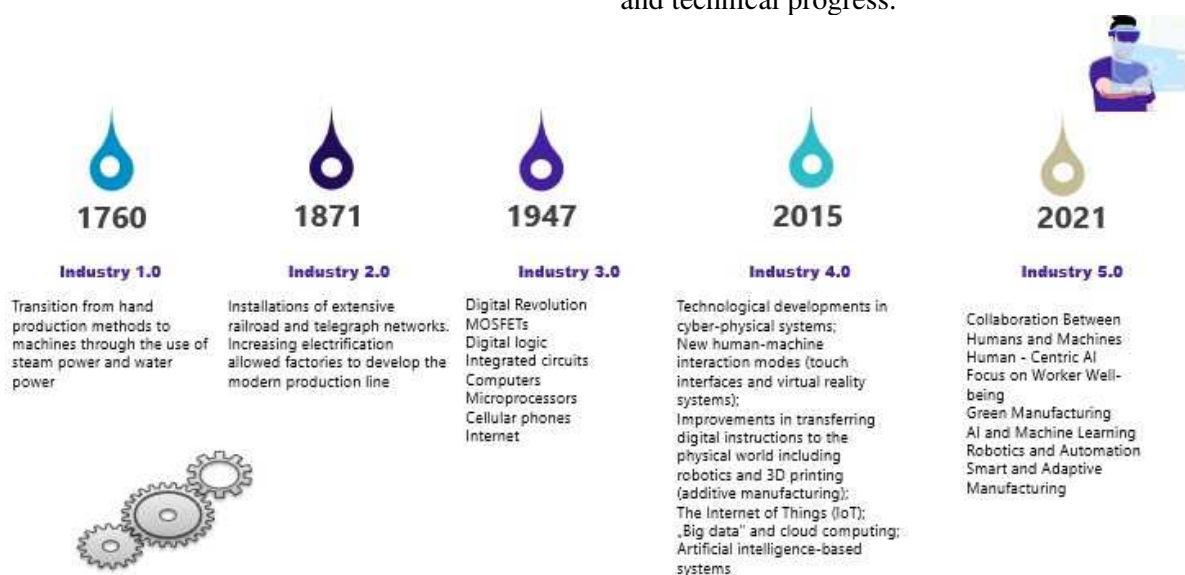 and technical progress.
1760
1871
1947
2015
2021
Industry 1.0
Industry 2.0
Industry 3.0
Industry 4.0
Industry 5.0
Transition from hand
production methods to
machines through the use of
steam power and water
power
Installations of extensive
railroad and telegraph networks.
Increasing electrification
allowed factories to develop the
modern production line
Digital Revolution
MOSFETs
Digital logic
Integrated circuits
Computers
Microprocessors
Cellular phones
Internet
Technological developments in
cyber-physical systems;
New human-machine
interaction modes (touch
interfaces and virtual reality
systems);
Improvements in transferring
digital instructions to the
physical world including
robotics and 3D printing
(additive manufacturing);
The Internet of Things (IoT);
„Big data" and cloud computing;
Artificial intelligence-based
systems
Collaboration Between
Humans and Machines
Human - Centric AI
Focus on Worker Well-
being
Green Manufacturing
AI and Machine Learning
Robotics and Automation
Smart and Adaptive
Manufacturing